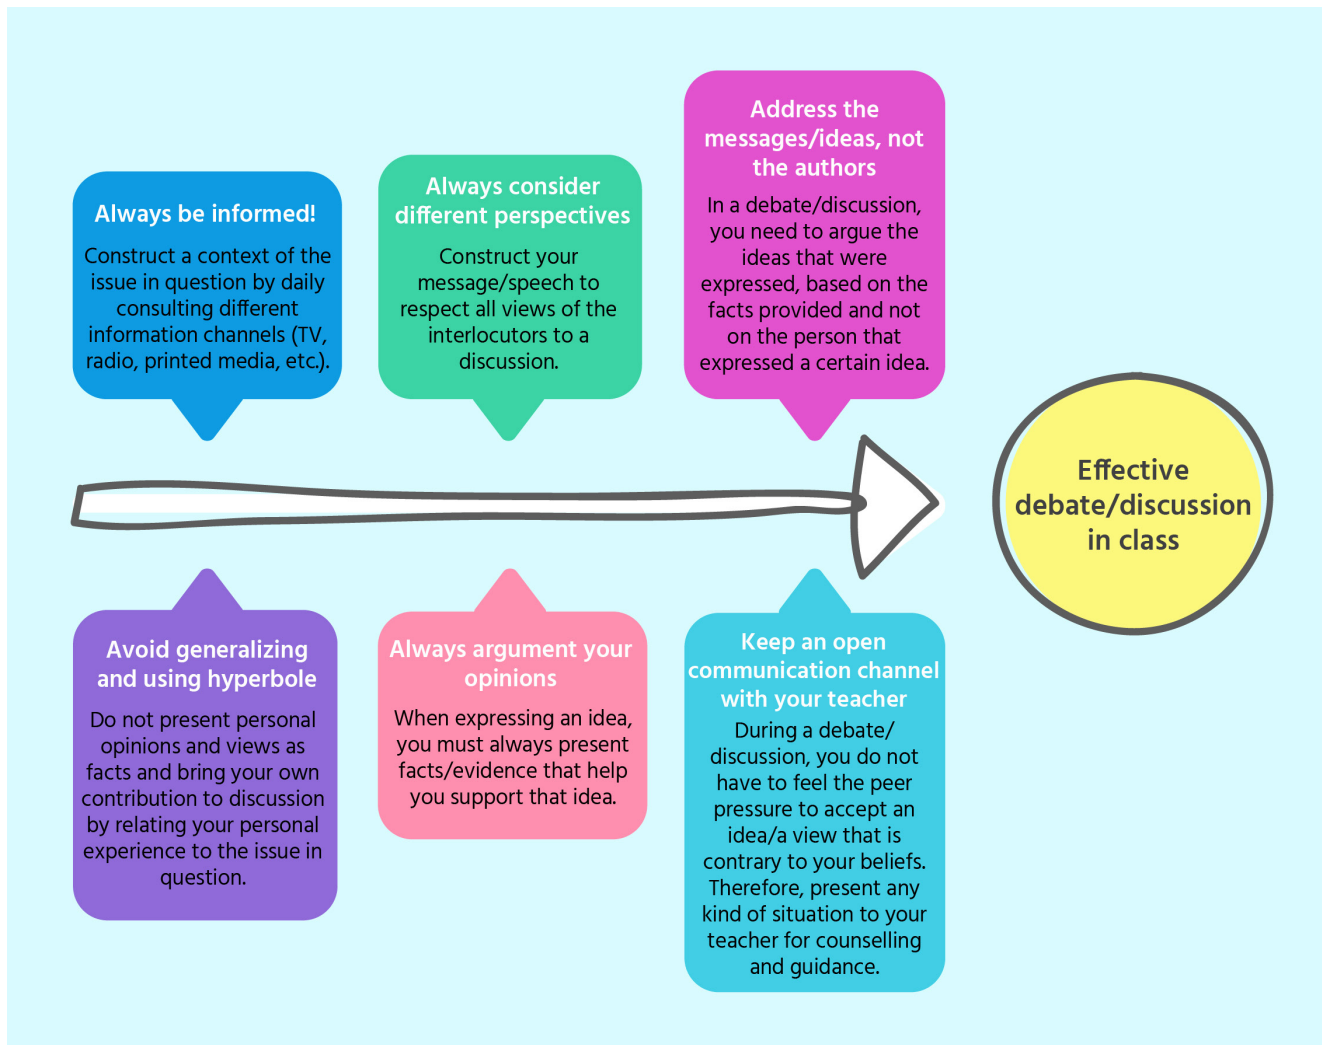 Always be informed!
Construct a context of the
issue in question by daily
consulting different
information channels (TV,
radio, printed media, etc.).
Always consider
different perspectives
Construct your
message/speech to
respect all views of the
interlocutors to a
discussion.
Address the
messages/ideas, not
the authors
In a debate/discussion,
you need to argue the
ideas that were
expressed, based on the
facts provided and not
on the person that
expressed a certain idea.
Effective
debate/discussion
in class
Avoid generalizing
and using hyperbole
Do not present personal
opinions and views as
facts and bring your own
contribution to discussion
by relating your personal
experience to the issue in
question.
Always argument your
opinions
When expressing an idea,
you must always present
facts/evidence that help
you support that idea.
Keep an open
communication channel
with your teacher
During a debate/
discussion, you do not
have to feel the peer
pressure to accept an
idea/a view that is
contrary to your beliefs.
Therefore, present any
kind of situation to your
teacher for counselling
and guidance.